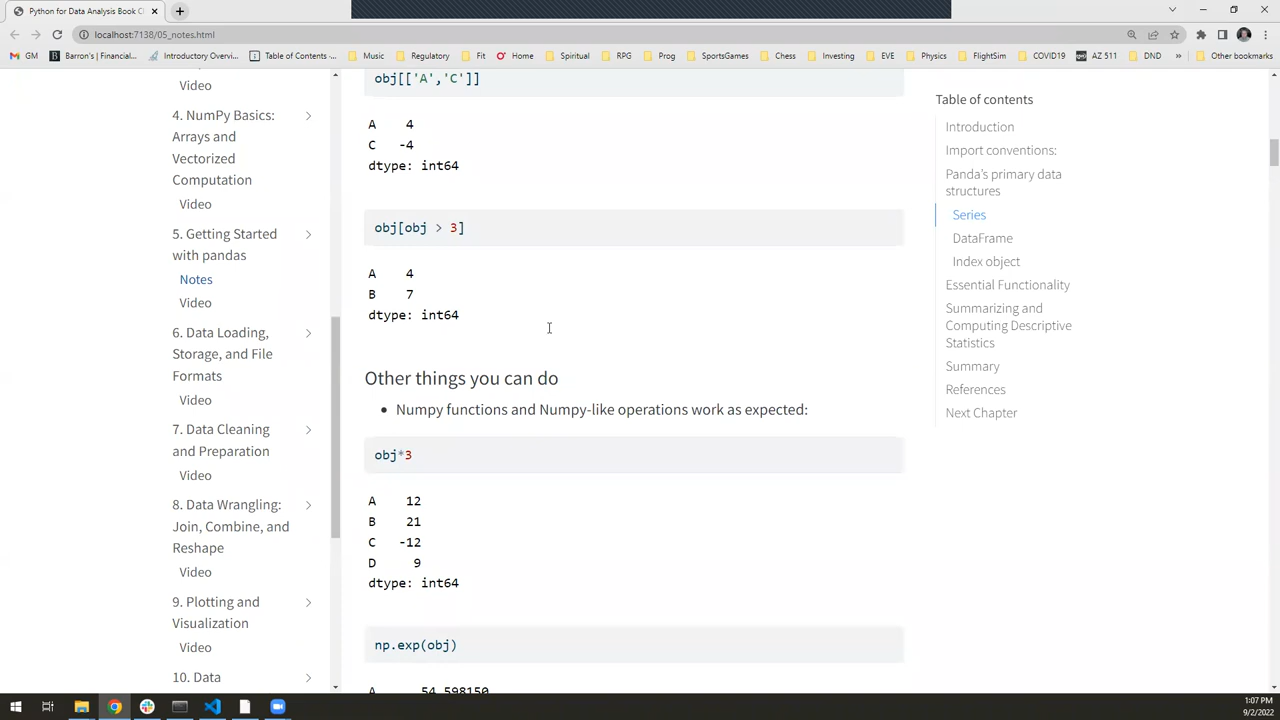 Python for Data Analysis Book Cl
localhost:7138/05_notes.html
GM
Barron's | Financial...
Introductory Overvi...
Table of Contents -...
Music
Regulatory
Fit
Home
Spiritual
RPG
Prog
SportsGames
Chess
Investing
EVE
Physics
FlightSim
COVID19
AZ 511
DND
»
Other bookmarks
Video
4. NumPy Basics:
Arrays and
Vectorized
Computation
Video
5. Getting Started
with pandas
Notes
Video
6. Data Loading,
Storage, and File
Formats
Video
7. Data Cleaning
and Preparation
Video
8. Data Wrangling:
Join, Combine, and
Reshape
Video
9. Plotting and
Visualization
Video
10. Data
obj[['A','C']]
A 4
C -4
dtype: int64
obj[obj > 3]
A 4
B 7
dtype: int64
Other things you can do
• Numpy functions and Numpy-like operations work as expected:
obj*3
A 12
B 21
C -12
D 9
dtype: int64
np.exp(obj)
A 54.598150
Table of contents
Introduction
Import conventions:
Panda's primary data
structures
Series
DataFrame
Index object
Essential Functionality
Summarizing and
Computing Descriptive
Statistics
Summary
References
Next Chapter
1:07 PM
9/2/2022